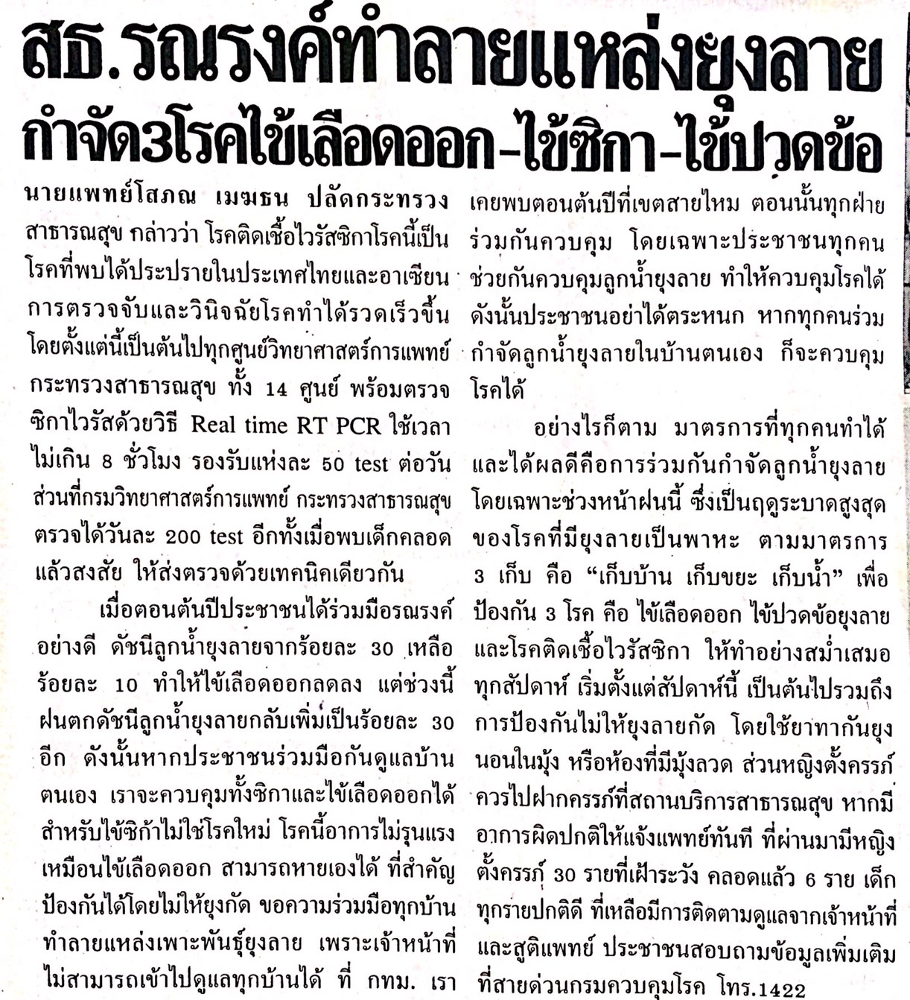 สธ.รณรงค์ทำลายแหล่งยุงลาย
กำจัด3โรคไข้เลือดออก-ไข้ซิกา-ไข้ปวดข้อ
นายแพทย์โสภณ เมฆธน ปลัดกระทรวง
สาธารณสุข กล่าวว่า โรคติดเชื้อไวรัสซิกาโรคนี้เป็น
โรคที่พบได้ประปรายในประเทศไทยและอาเซียน
การตรวจจับและวินิจฉัยโรคทำได้รวดเร็วขึ้น
โดยตั้งแต่นี้เป็นต้นไปทุกศูนย์วิทยาศาสตร์การแพทย์
กระทรวงสาธารณสุข ทั้ง 14 ศูนย์ พร้อมตรวจ
ซิกาไวรัสด้วยวิธี Real time RT PCR ใช้เวลา
ไม่เกิน 8 ชั่วโมง รองรับแห่งละ 50 test ต่อวัน
ส่วนที่กรมวิทยาศาสตร์การแพทย์ กระทรวงสาธารณสุข
ตรวจได้วันละ 200 test อีกทั้งเมื่อพบเด็กคลอด
แล้วสงสัย ให้ส่งตรวจด้วยเทคนิคเดียวกัน
เมื่อตอนต้นปีประชาชนได้ร่วมมือรณรงค์
อย่างดี ดัชนีลูกน้ำยุงลายจากร้อยละ 30 เหลือ
ร้อยละ 10 ทำให้ไข้เลือดออกลดลง แต่ช่วงนี้
ฝนตกดัชนีลูกน้ำยุงลายกลับเพิ่มเป็นร้อยละ 30
อีก ดังนั้นหากประชาชนร่วมมือกันดูแลบ้าน
ตนเอง เราจะควบคุมทั้งซิกาและไข้เลือดออกได้
สำหรับไข้ซิก้าไม่ใช่โรคใหม่ โรคนี้อาการไม่รุนแรง
เหมือนไข้เลือดออก สามารถหายเองได้ ที่สำคัญ
ป้องกันได้โดยไม่ให้ยุงกัด ขอความร่วมมือทุกบ้าน
ทำลายแหล่งเพาะพันธุ์ยุงลาย เพราะเจ้าหน้าที่
ไม่สามารถเข้าไปดูแลทุกบ้านได้ ที่ กทม. เรา
เคยพบตอนต้นปีที่เขตสายไหม ตอนนั้นทุกฝ่าย
ร่วมกันควบคุม โดยเฉพาะประชาชนทุกคน
ช่วยกันควบคุมลูกน้ำยุงลาย ทำให้ควบคุมโรคได้
ดังนั้นประชาชนอย่าได้ตระหนก หากทุกคนร่วม
กำจัดลูกน้ำยุงลายในบ้านตนเอง ก็จะควบคุม
โรคได้
อย่างไรก็ตาม มาตรการที่ทุกคนทำได้
และได้ผลดีคือการร่วมกันกำจัดลูกน้ำยุงลาย
โดยเฉพาะช่วงหน้าฝนนี้ ซึ่งเป็นฤดูระบาดสูงสุด
ของโรคที่มียุงลายเป็นพาหะ ตามมาตรการ
3 เก็บ คือ “เก็บบ้าน เก็บขยะ เก็บน้ำ” เพื่อ
ป้องกัน 3 โรค คือ ไข้เลือดออก ไข้ปวดข้อยุงลาย
และโรคติดเชื้อไวรัสซิกา ให้ทำอย่างสม่ำเสมอ
ทุกสัปดาห์ เริ่มตั้งแต่สัปดาห์นี้ เป็นต้นไปรวมถึง
การป้องกันไม่ให้ยุงลายกัด โดยใช้ยาทากันยุง
นอนในมุ้ง หรือห้องที่มีมุ้งลวด ส่วนหญิงตั้งครรภ์
ควรไปฝากครรภ์ที่สถานบริการสาธารณสุข หากมี
อาการผิดปกติให้แจ้งแพทย์ทันที ที่ผ่านมามีหญิง
ตั้งครรภ์ 30 รายที่เฝ้าระวัง คลอดแล้ว 6 ราย เด็ก
ทุกรายปกติดี ที่เหลือมีการติดตามดูแลจากเจ้าหน้าที่
และสูติแพทย์ ประชาชนสอบถามข้อมูลเพิ่มเติม
ที่สายด่วนกรมควบคุมโรค โทร.1422